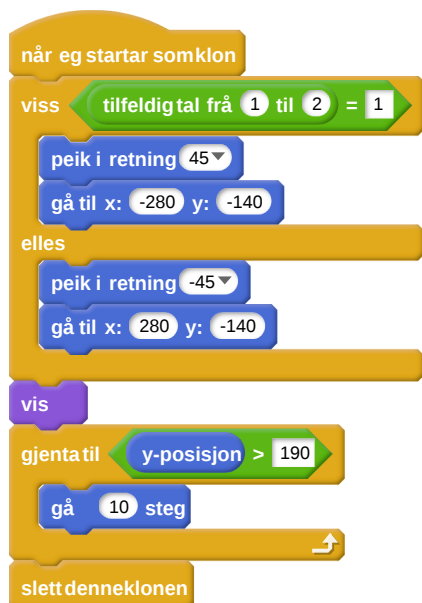 når eg startar som klon
viss tilfeldig tal frå 1 til 2 = 1
peik i retning 45
gå til x: -280 y: -140
elles
peik i retning -45
gå til x: 280 y: -140
vis
gjenta til y-posisjon > 190
gå 10 steg
slett denne klonen